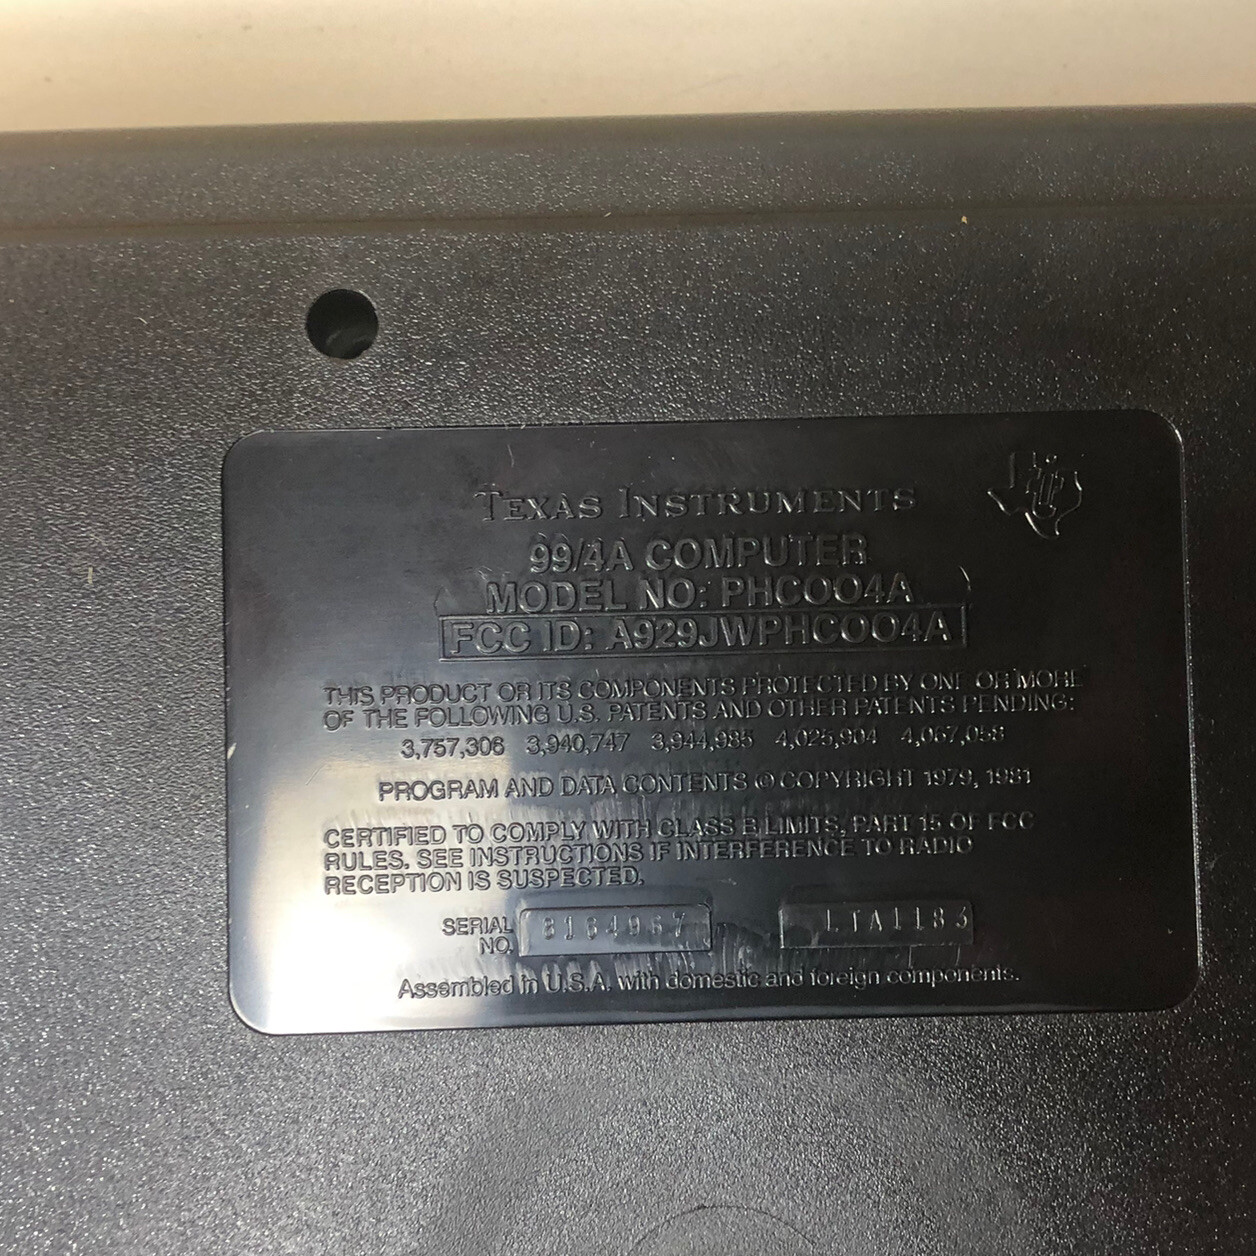 TEXAS INSTRUMENTS
99/4A COMPUTER
MODEL NO: PHC004A
FCC ID: A929JWPHC004A
THIS PRODUCT OR ITS COMPONENTS PROTECTED BY ONE OR MORE
OF THE FOLLOWING U.S. PATENTS AND OTHER PATENTS PENDING:
3,757,306 3,940,747 3,944,985 4,025,904 4,067,058
PROGRAM AND DATA CONTENTS © COPYRIGHT 1979, 1981
CERTIFIED TO COMPLY WITH CLASS B LIMITS, PART 15 OF FCC
RULES. SEE INSTRUCTIONS IF INTERFERENCE TO RADIO
RECEPTION IS SUSPECTED.
SERIAL NO. LTA1183
Assembled in U.S.A. with domestic and foreign components.